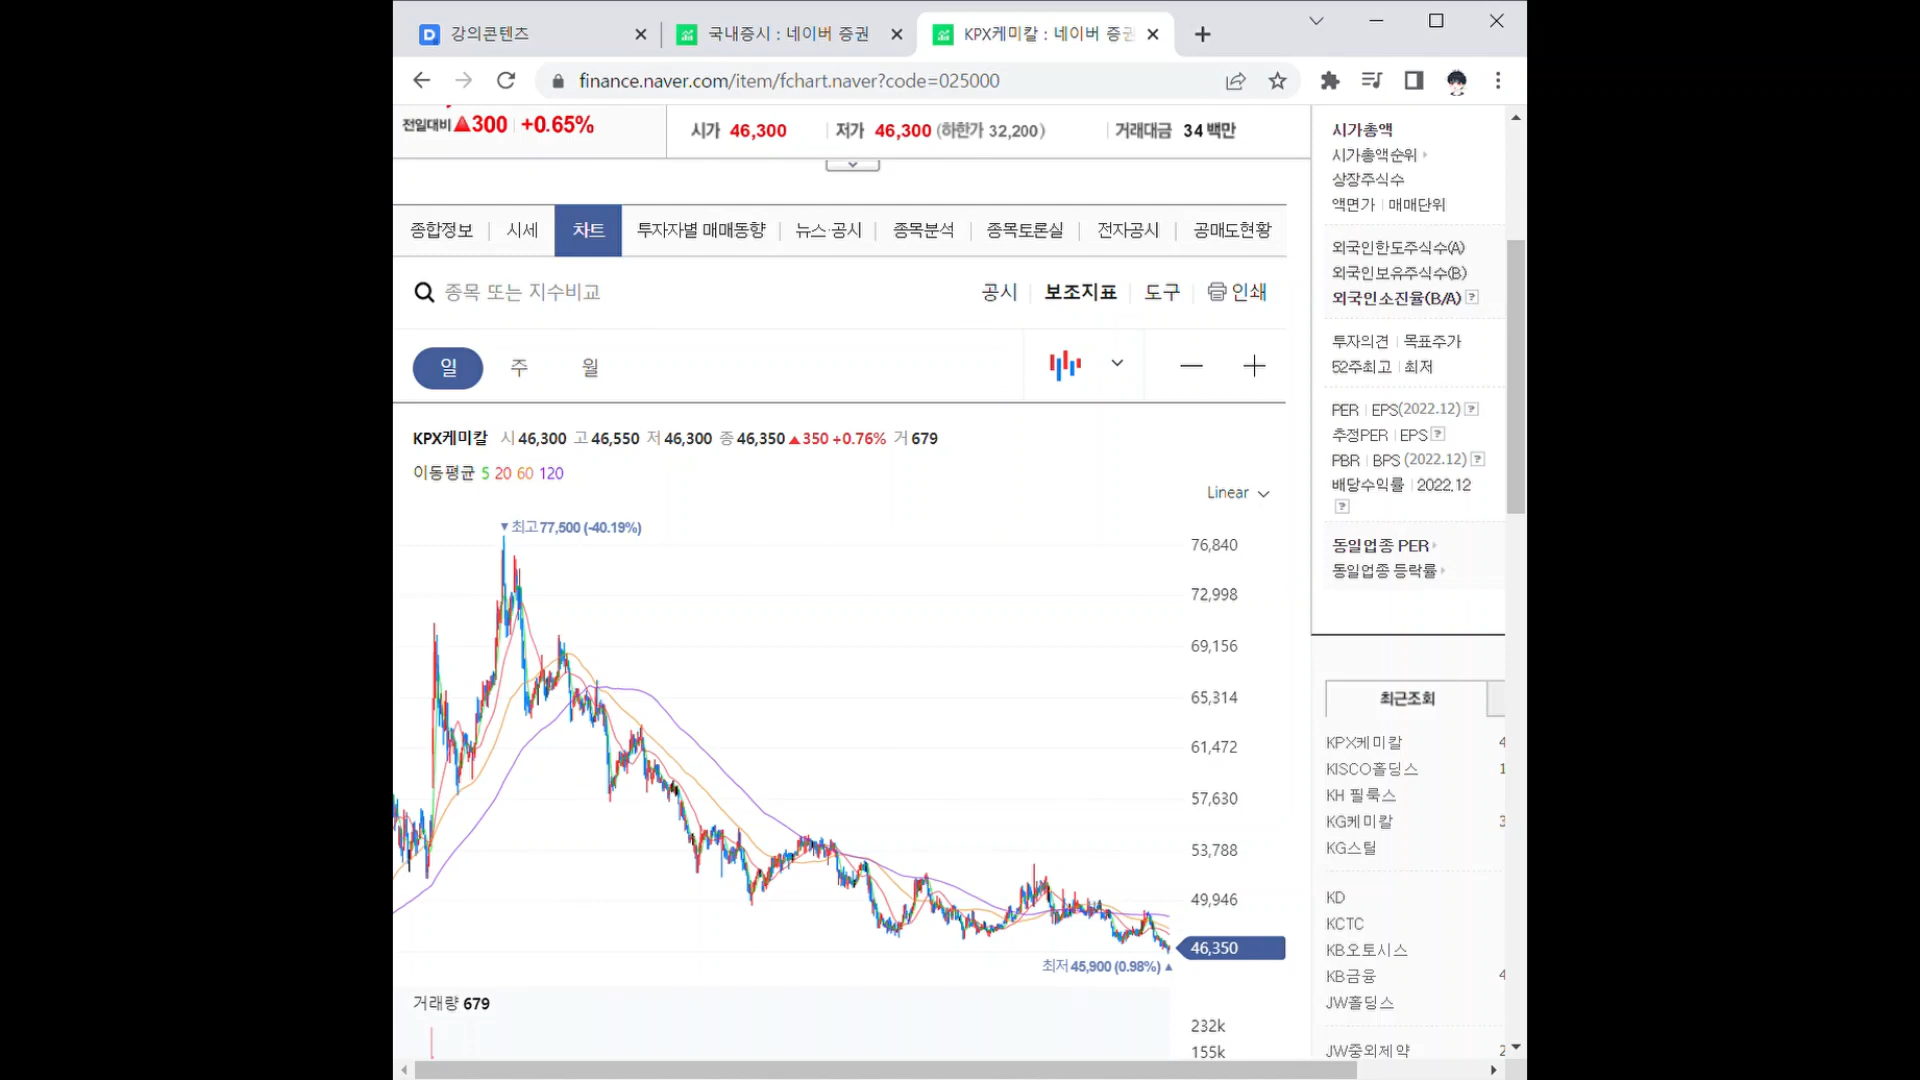 강의콘텐츠
국내증시 : 네이버 증권
KPX케미칼 : 네이버 증권
finance.naver.com/item/fchart.naver?code=025000
전일대비 ▲300 +0.65%
시가 46,300 저가 46,300 (하한가 32,200) 거래대금 34 백만
종합정보 시세 차트 투자자별 매매동향 뉴스·공시 종목분석 종목토론실 전자공시 공매도현황
종목 또는 지수비교
공시 보조지표 도구 인쇄
일 주 월
KPX케미칼 시 46,300 고 46,550 저 46,300 종 46,350 ▲350 +0.76% 거 679
이동평균 5 20 60 120
Linear
▼최고 77,500 (-40.19%)
76,840
72,998
69,156
65,314
61,472
57,630
53,788
49,946
46,350
최저 45,900 (0.98%) ▲
거래량 679
232k
155k
시가총액
시가총액순위
상장주식수
액면가 매매단위
외국인한도주식수(A)
외국인보유주식수(B)
외국인소진율(B/A) ?
투자의견 목표주가
52주최고 최저
PER EPS(2022.12) ?
추정PER EPS ?
PBR BPS (2022.12) ?
배당수익률 2022.12
?
동일업종 PER
동일업종 등락률
최근조회
KPX케미칼 4
KISCO홀딩스 1
KH 필룩스
KG케미칼 3
KG스틸
KD
KCTC
KB오토시스
KB금융 4
JW홀딩스
JW중외제약 2